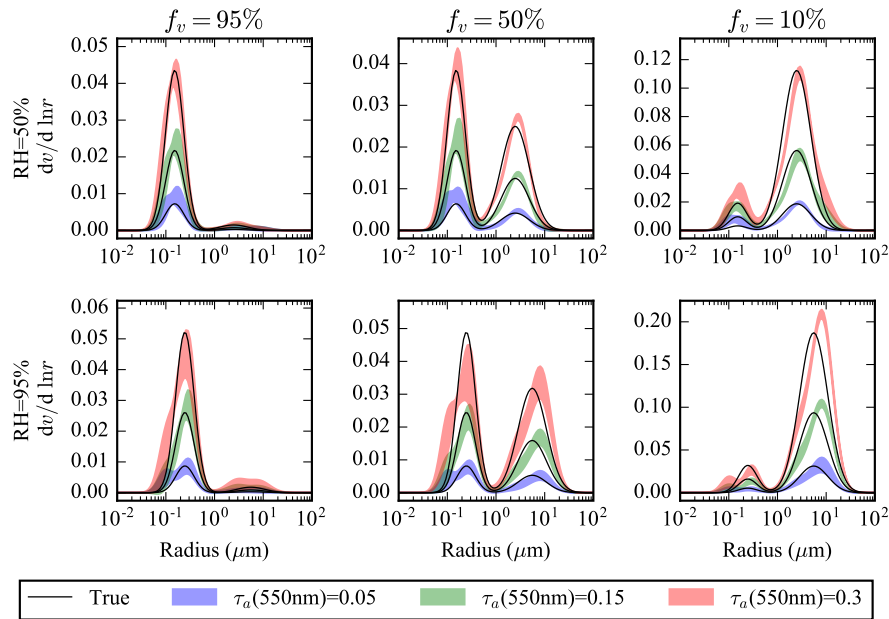 f_v = 95%
f_v = 50%
f_v = 10%
RH=50%
dv/d lnr
0.05
0.04
0.03
0.02
0.01
0.00
10^-2 10^-1 10^0 10^1 10^2
0.04
0.03
0.02
0.01
0.00
10^-2 10^-1 10^0 10^1 10^2
0.12
0.10
0.08
0.06
0.04
0.02
0.00
10^-2 10^-1 10^0 10^1 10^2
RH=95%
dv/d lnr
0.06
0.05
0.04
0.03
0.02
0.01
0.00
10^-2 10^-1 10^0 10^1 10^2
Radius (μm)
0.05
0.04
0.03
0.02
0.01
0.00
10^-2 10^-1 10^0 10^1 10^2
Radius (μm)
0.20
0.15
0.10
0.05
0.00
10^-2 10^-1 10^0 10^1 10^2
Radius (μm)
True τ_a(550nm)=0.05 τ_a(550nm)=0.15 τ_a(550nm)=0.3